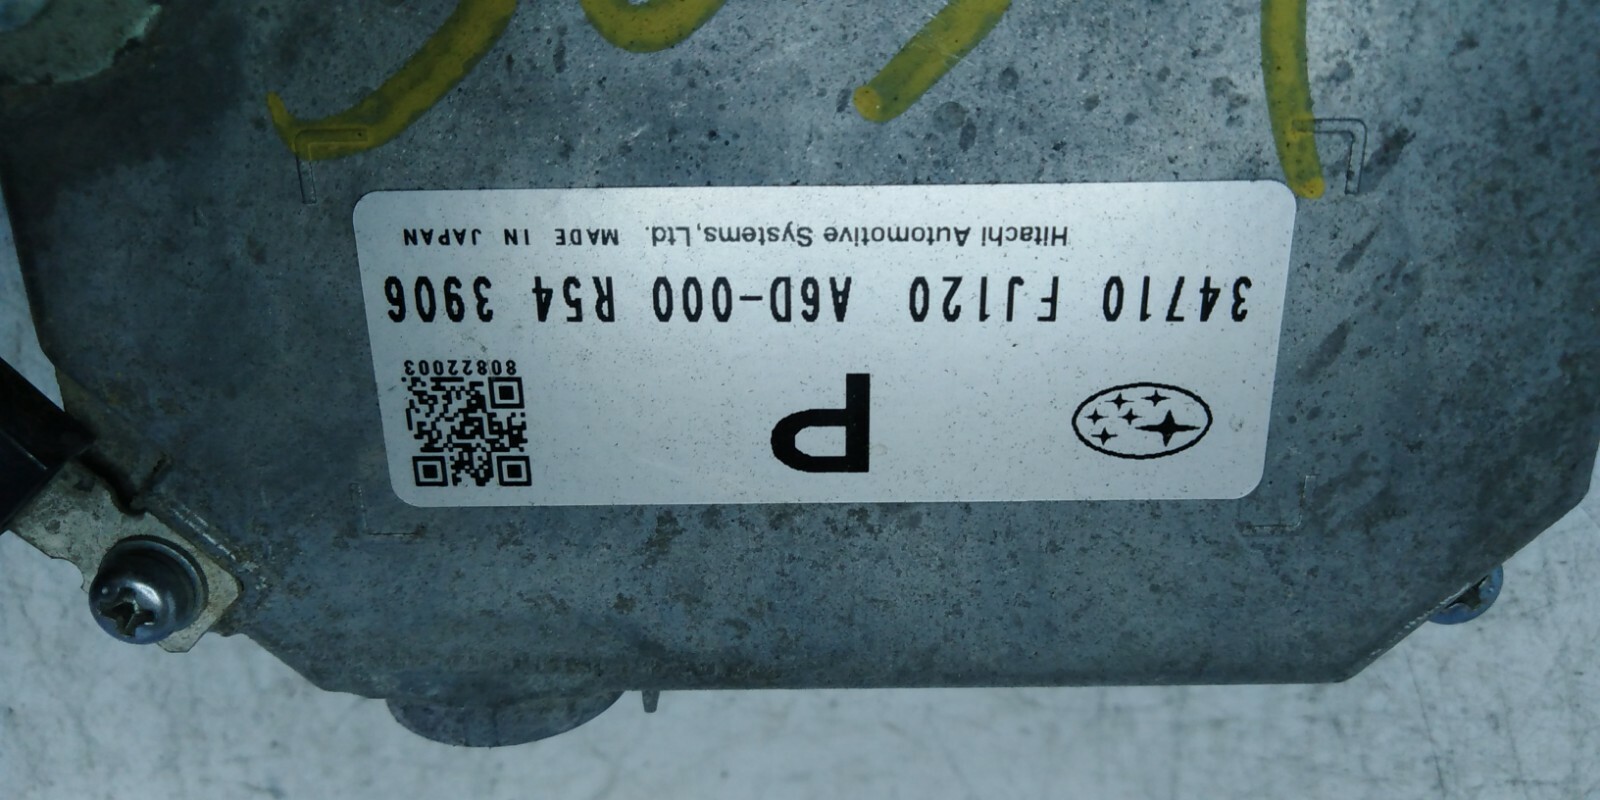 P
80822003
34710 FJ120 A6D-000 R54 3906
Hitachi Automotive Systems,Ltd. MADE IN JAPAN